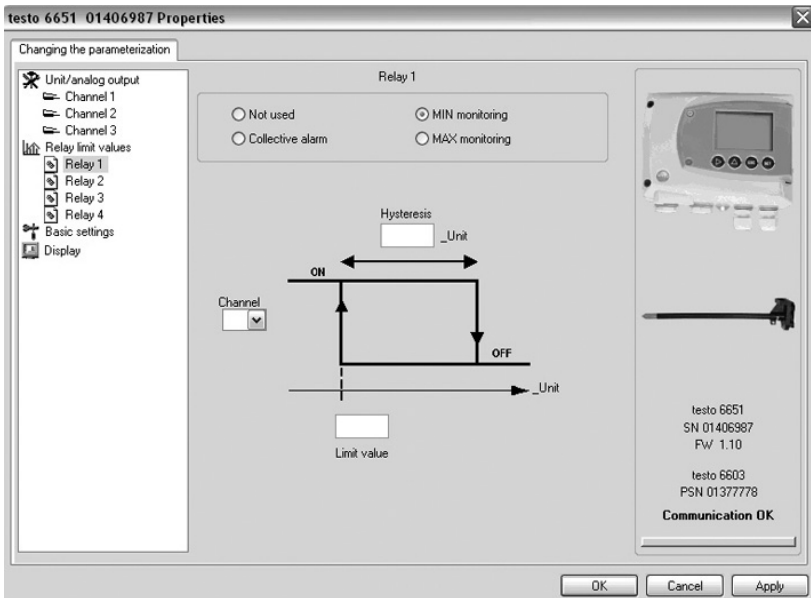 testo 6651 01406987 Properties
Changing the parameterization
Unit/analog output
Channel 1
Channel 2
Channel 3
Relay limit values
Relay 1
Relay 2
Relay 3
Relay 4
Basic settings
Display
Relay 1
Not used
MIN monitoring
Collective alarm
MAX monitoring
Hysteresis
_Unit
ON
Channel
OFF
_Unit
Limit value
testo 6651
SN 01406987
FW 1.10
testo 6603
PSN 01377778
Communication OK
OK
Cancel
Apply